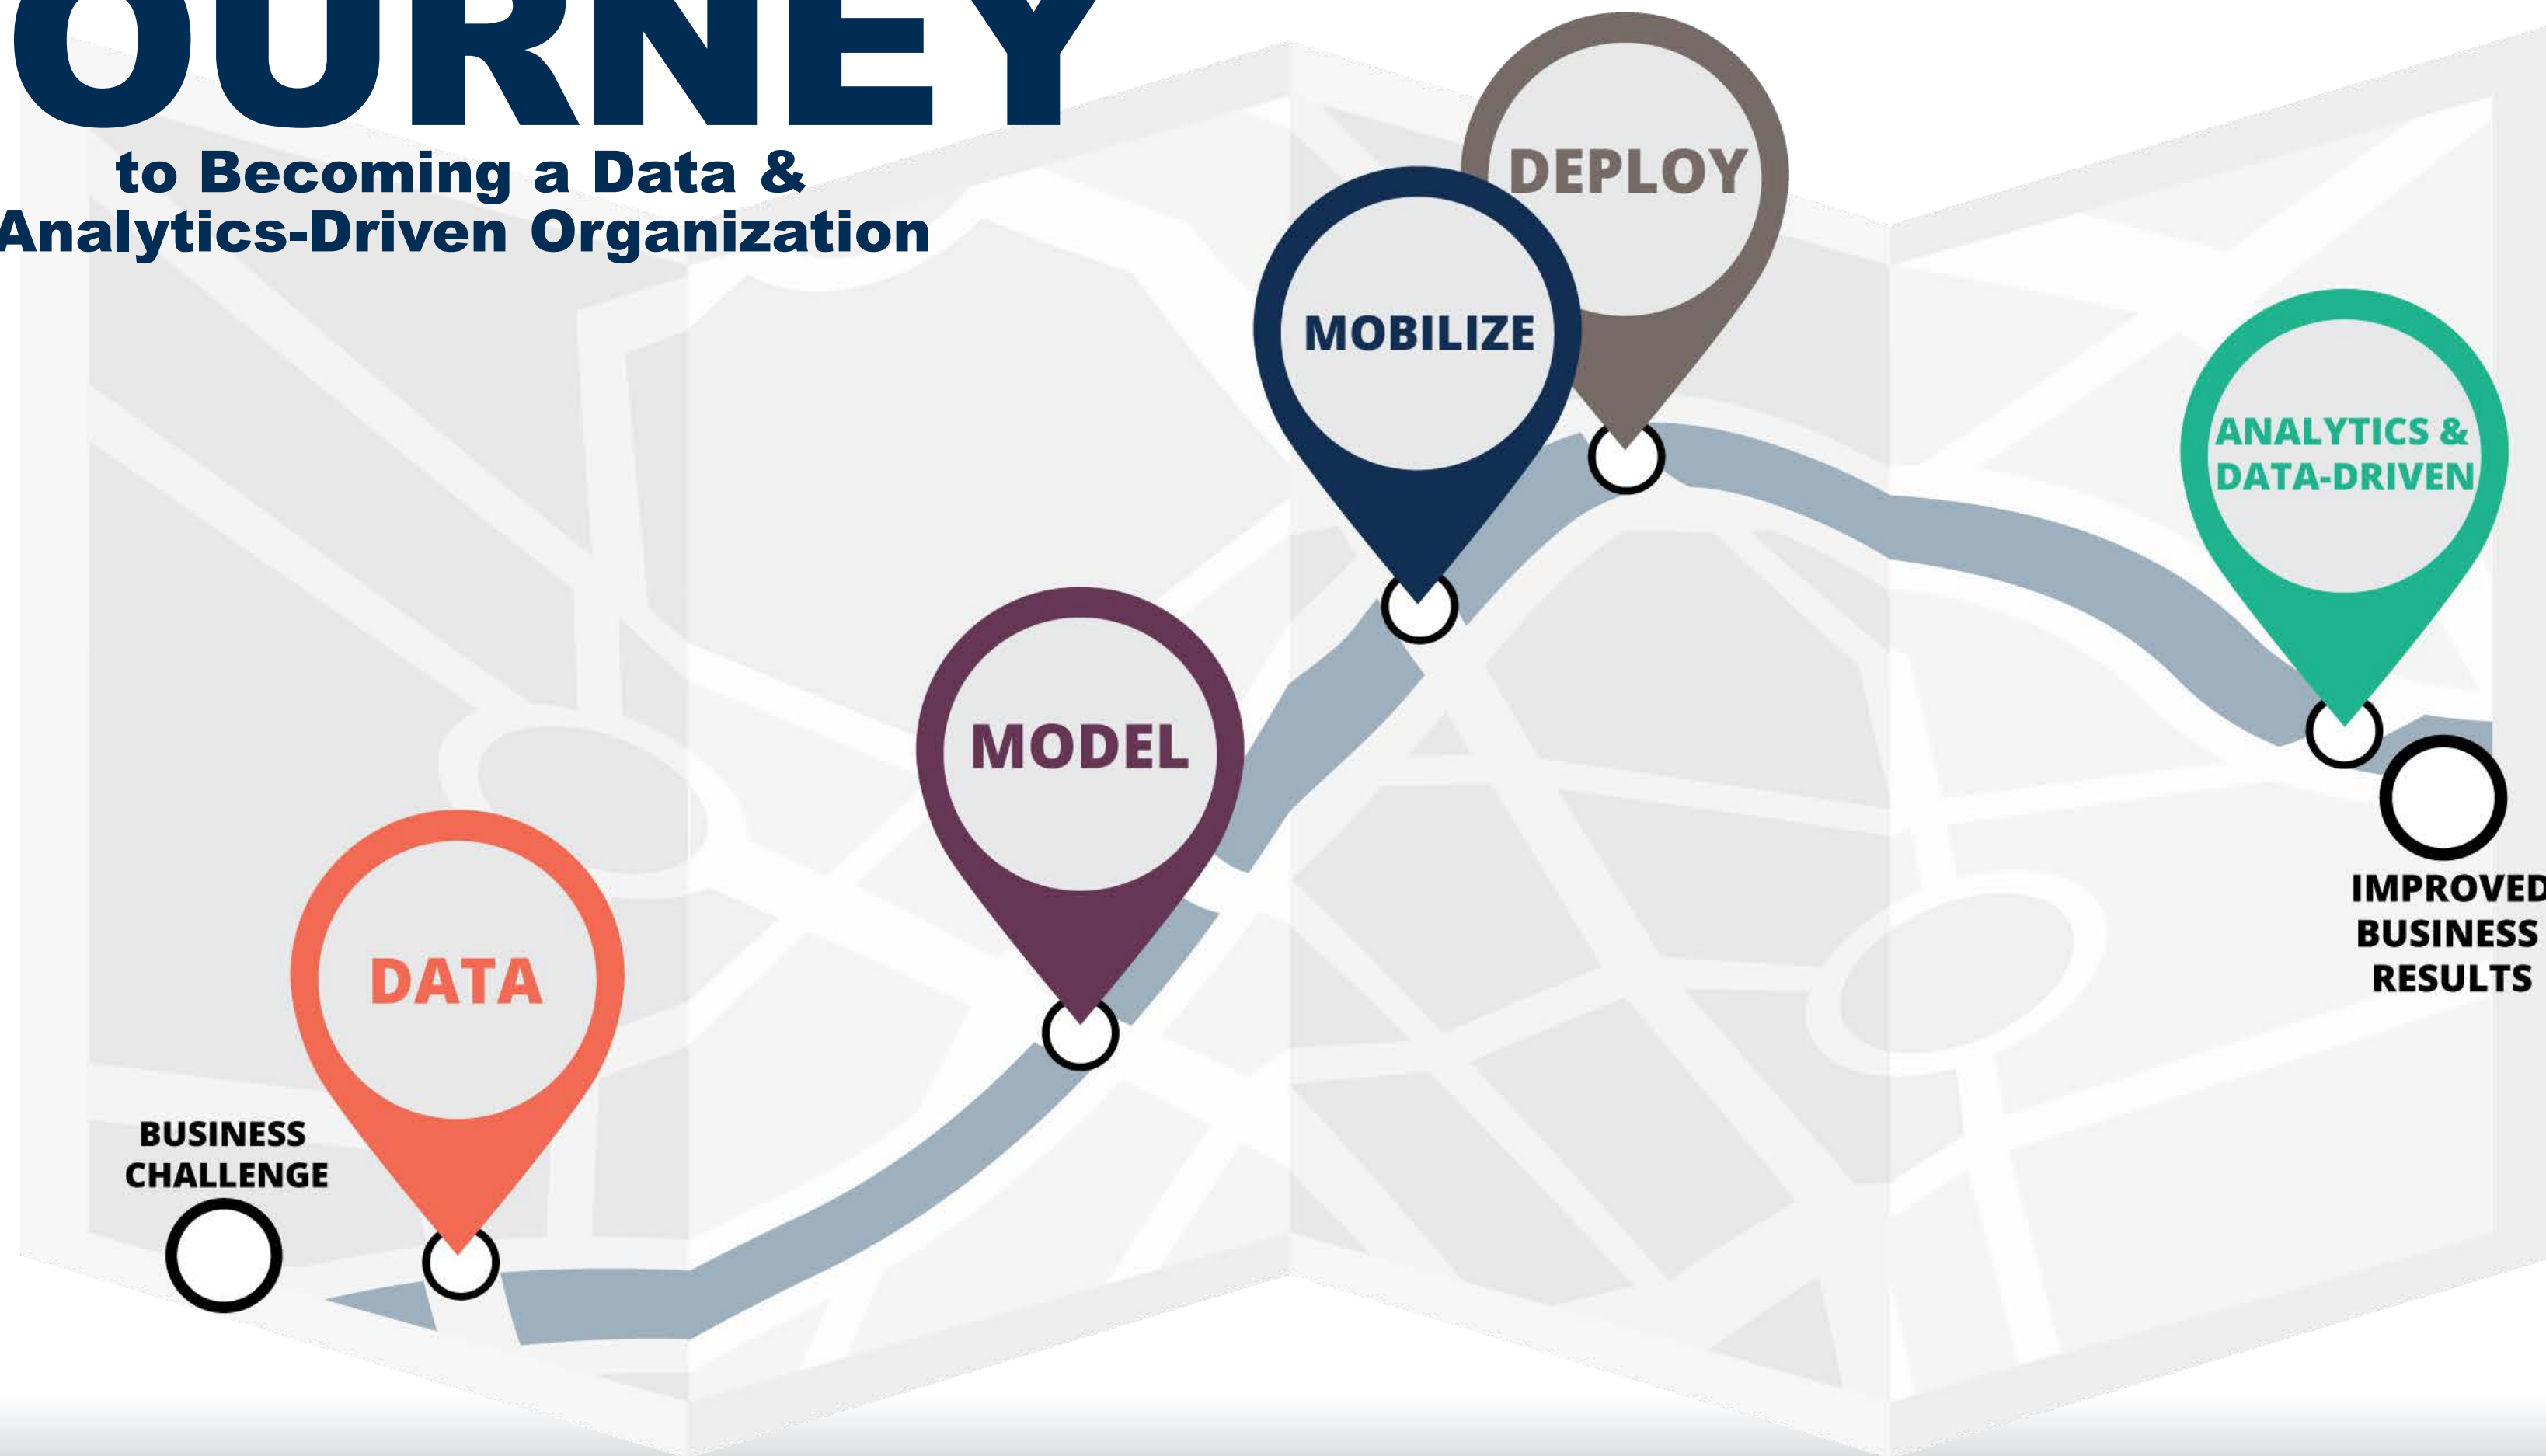 OURNEY
to Becoming a Data &
Analytics-Driven Organization
DEPLOY
MOBILIZE
ANALYTICS &
DATA-DRIVEN
MODEL
IMPROVED
BUSINESS
RESULTS
DATA
BUSINESS
CHALLENGE